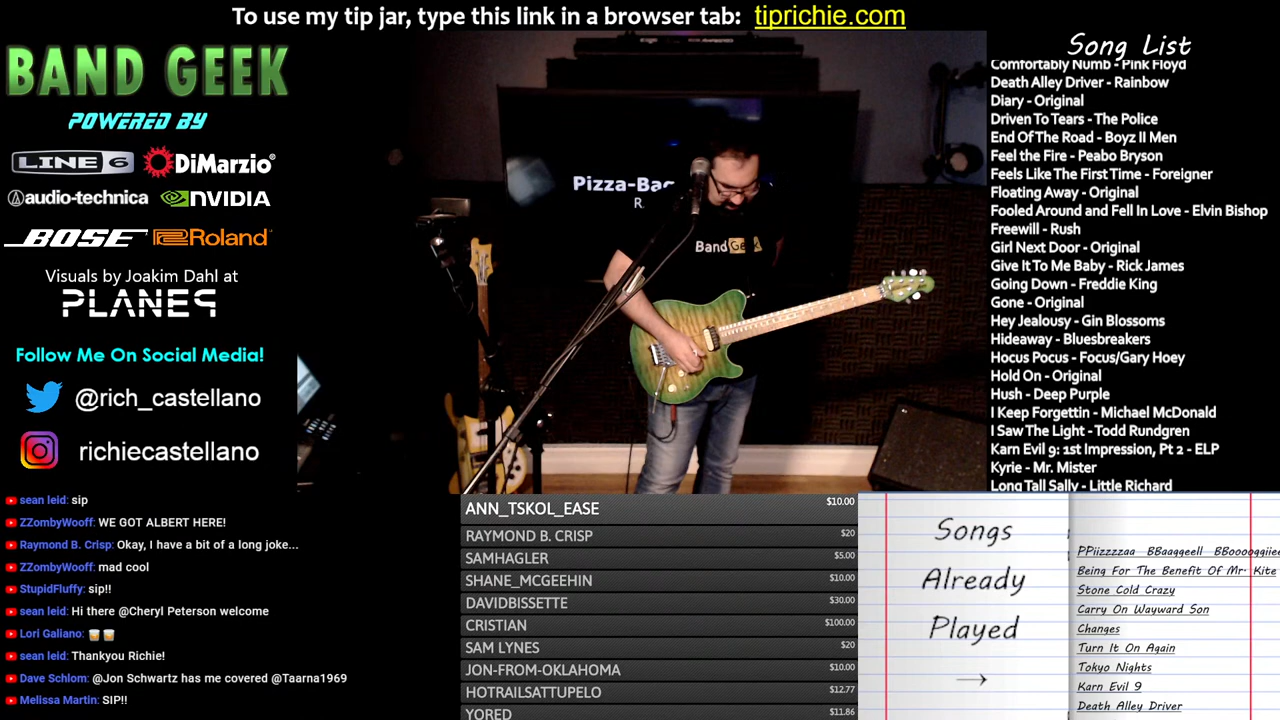 To use my tip jar, type this link in a browser tab: tiprichie.com
BAND GEEK
POWERED BY
LINE 6 DiMarzio®
audio-technica NVIDIA
BOSE Roland
Visuals by Joakim Dahl at
PLANE9
Follow Me On Social Media!
@rich_castellano
richiecastellano
sean leid: sip
ZZombyWooff: WE GOT ALBERT HERE!
Raymond B. Crisp: Okay, I have a bit of a long joke...
ZZombyWooff: mad cool
StupidFluffy: sip!!
sean leid: Hi there @Cheryl Peterson welcome
Lori Galiano: 🥃🥃
sean leid: Thankyou Richie!
Dave Schlom: @Jon Schwartz has me covered @Taarna1969
Melissa Martin: SIP!!
Pizza-Bag
R.
Band Geek
ANN_TSKOL_EASE $10.00
RAYMOND B. CRISP $20
SAMHAGLER $5.00
SHANE_MCGEEHIN $10.00
DAVIDBISSETTE $30.00
CRISTIAN $100.00
SAM LYNES $20
JON-FROM-OKLAHOMA $10.00
HOTRAILSATTUPELO $12.77
YORED $11.86
Song List
Comfortably Numb - Pink Floyd
Death Alley Driver - Rainbow
Diary - Original
Driven To Tears - The Police
End Of The Road - Boyz II Men
Feel the Fire - Peabo Bryson
Feels Like The First Time - Foreigner
Floating Away - Original
Fooled Around and Fell In Love - Elvin Bishop
Freewill - Rush
Girl Next Door - Original
Give It To Me Baby - Rick James
Going Down - Freddie King
Gone - Original
Hey Jealousy - Gin Blossoms
Hideaway - Bluesbreakers
Hocus Pocus - Focus/Gary Hoey
Hold On - Original
Hush - Deep Purple
I Keep Forgettin - Michael McDonald
I Saw The Light - Todd Rundgren
Karn Evil 9: 1st Impression, Pt 2 - ELP
Kyrie - Mr. Mister
Long Tall Sally - Little Richard
Songs
Already
Played
→
PPiizzzzaa BBaaggeell BBooooggiiee
Being For The Benefit Of Mr. Kite
Stone Cold Crazy
Carry On Wayward Son
Changes
Turn It On Again
Tokyo Nights
Karn Evil 9
Death Alley Driver